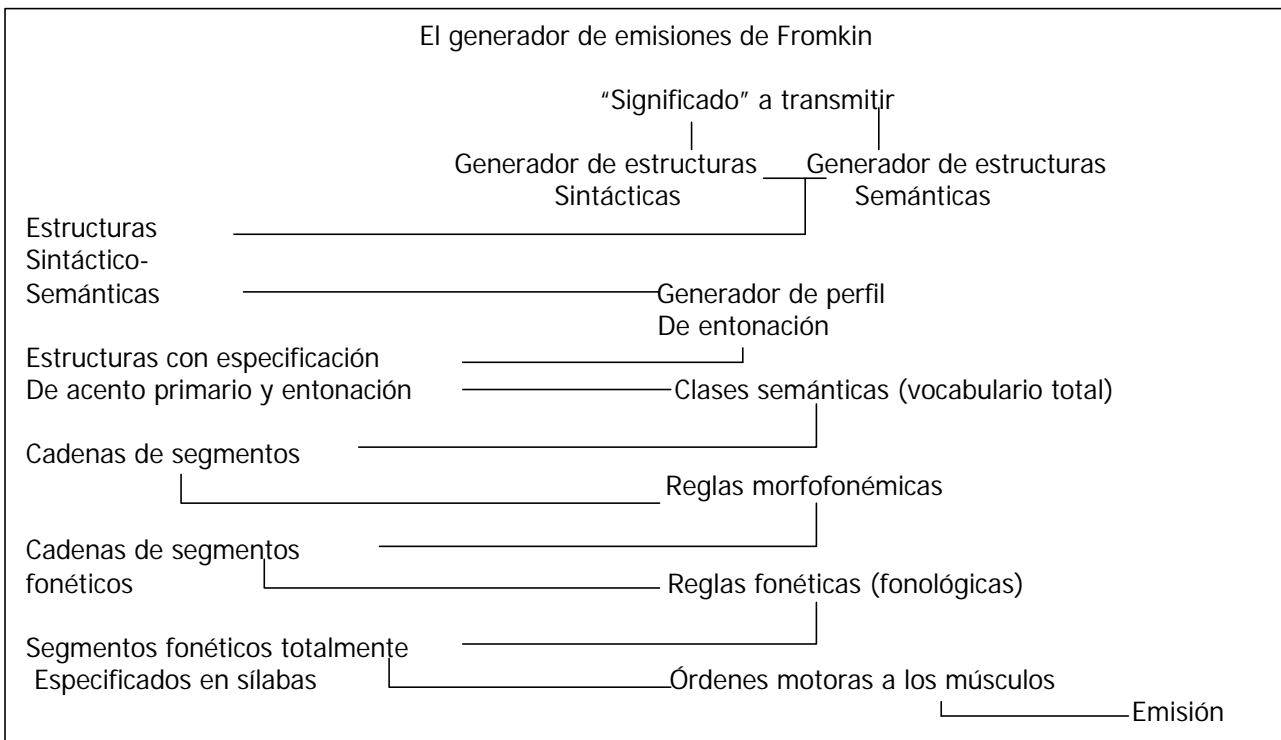 El generador de emisiones de Fromkin
"Significado" a transmitir
Generador de estructuras Generador de estructuras
Sintácticas Semánticas
Estructuras
Sintáctico-
Semánticas Generador de perfil
De entonación
Estructuras con especificación
De acento primario y entonación Clases semánticas (vocabulario total)
Cadenas de segmentos
Reglas morfofonémicas
Cadenas de segmentos
fonéticos Reglas fonéticas (fonológicas)
Segmentos fonéticos totalmente
Especificados en sílabas Órdenes motoras a los músculos
Emisión